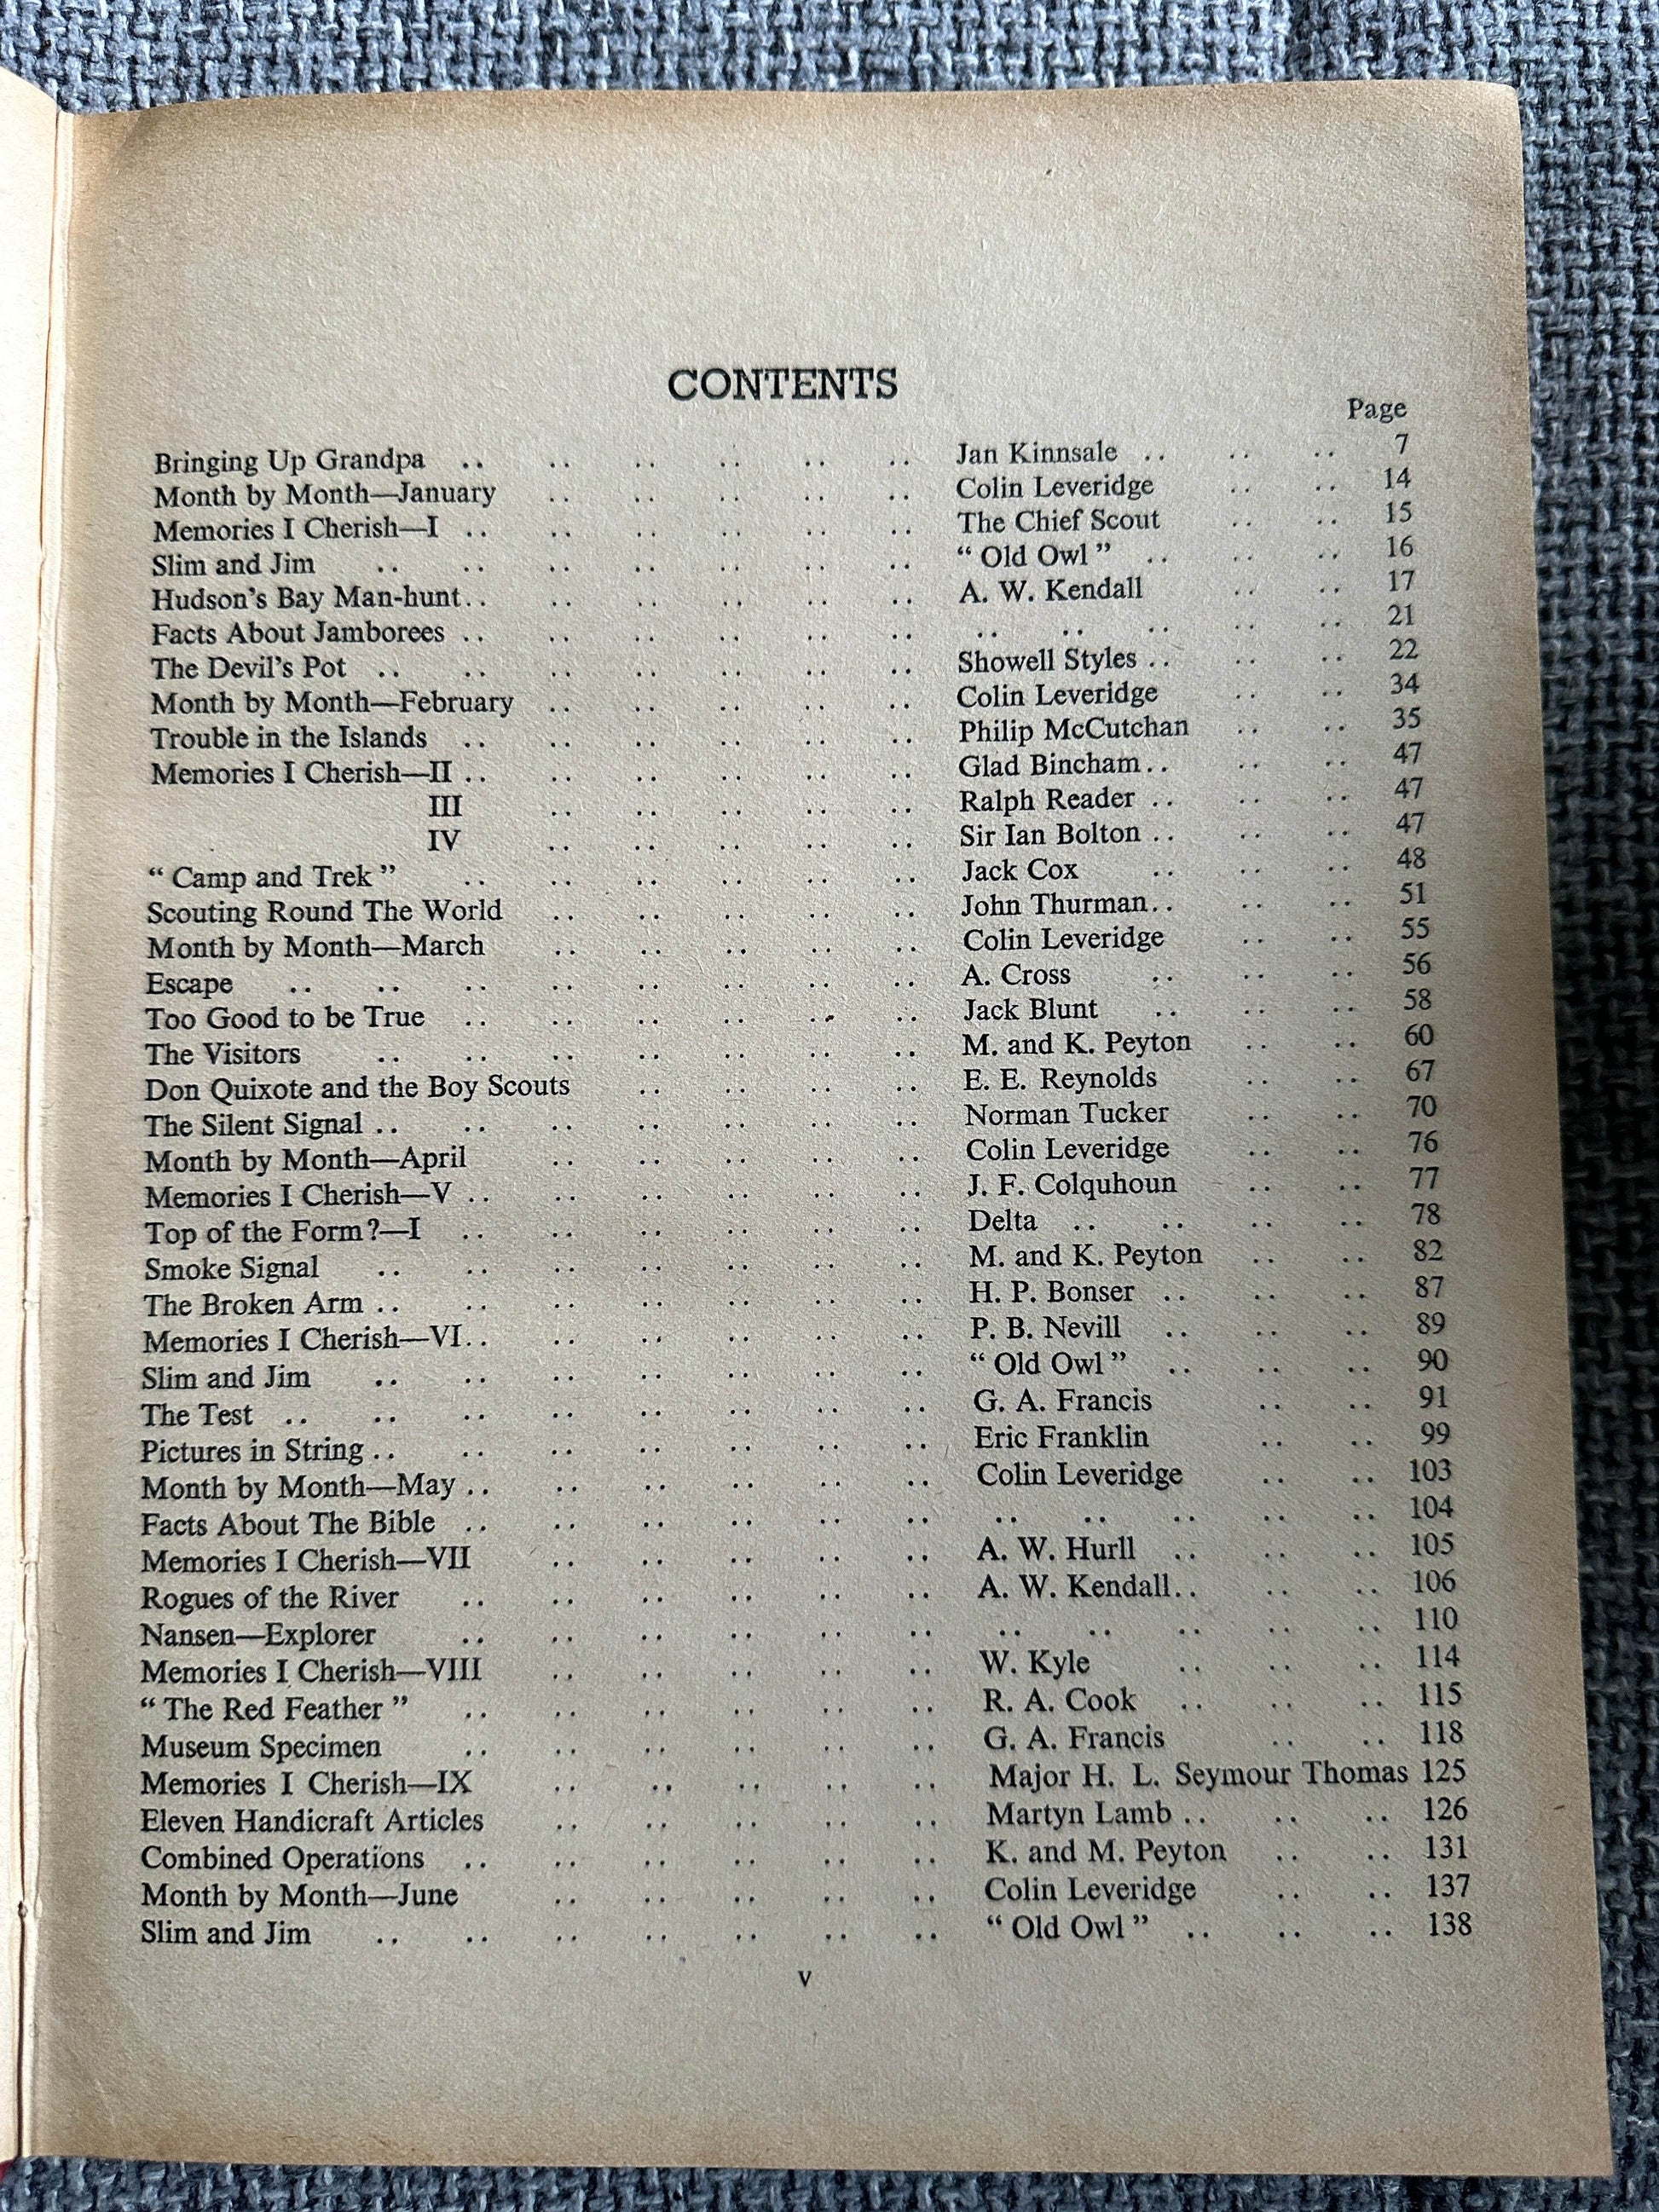 CONTENTS
Page
Bringing Up Grandpa .. .. .. .. .. .. Jan Kinnsale .. .. .. 7
Month by Month—January .. .. .. .. .. Colin Leveridge .. .. 14
Memories I Cherish—I .. .. .. .. .. .. The Chief Scout .. .. 15
Slim and Jim .. .. .. .. .. .. .. “ Old Owl ” .. .. .. 16
Hudson's Bay Man-hunt.. .. .. .. .. .. A. W. Kendall .. .. 17
Facts About Jamborees .. .. .. .. .. .. .. .. .. .. .. 21
The Devil's Pot .. .. .. .. .. .. .. Showell Styles .. .. .. 22
Month by Month—February .. .. .. .. .. Colin Leveridge .. .. 34
Trouble in the Islands .. .. .. .. .. .. Philip McCutchan .. .. 35
Memories I Cherish—II .. .. .. .. .. .. Glad Bincham.. .. .. 47
III .. .. .. .. .. Ralph Reader .. .. .. 47
IV .. .. .. .. .. Sir Ian Bolton .. .. .. 47
“ Camp and Trek ” .. .. .. .. .. .. Jack Cox .. .. .. 48
Scouting Round The World .. .. .. .. .. John Thurman.. .. .. 51
Month by Month—March .. .. .. .. .. Colin Leveridge .. .. 55
Escape .. .. .. .. .. .. .. .. A. Cross .. .. .. 56
Too Good to be True .. .. .. .. .. .. Jack Blunt .. .. .. 58
The Visitors .. .. .. .. .. .. .. M. and K. Peyton .. .. 60
Don Quixote and the Boy Scouts .. .. .. .. E. E. Reynolds .. .. 67
The Silent Signal .. .. .. .. .. .. .. Norman Tucker .. .. 70
Month by Month—April .. .. .. .. .. Colin Leveridge .. .. 76
Memories I Cherish—V .. .. .. .. .. .. J. F. Colquhoun .. .. 77
Top of the Form?—I .. .. .. .. .. .. Delta .. .. .. .. 78
Smoke Signal .. .. .. .. .. .. .. M. and K. Peyton .. .. 82
The Broken Arm .. .. .. .. .. .. .. H. P. Bonser .. .. .. 87
Memories I Cherish—VI.. .. .. .. .. .. P. B. Nevill .. .. .. 89
Slim and Jim .. .. .. .. .. .. .. “ Old Owl ” .. .. .. 90
The Test .. .. .. .. .. .. .. .. G. A. Francis .. .. 91
Pictures in String .. .. .. .. .. .. .. Eric Franklin .. .. 99
Month by Month—May .. .. .. .. .. .. Colin Leveridge .. .. 103
Facts About The Bible .. .. .. .. .. .. .. .. .. .. .. 104
Memories I Cherish—VII .. .. .. .. .. A. W. Hurll .. .. .. 105
Rogues of the River .. .. .. .. .. .. A. W. Kendall.. .. .. 106
Nansen—Explorer .. .. .. .. .. .. .. .. .. .. .. 110
Memories I Cherish—VIII .. .. .. .. .. W. Kyle .. .. .. 114
“ The Red Feather ” .. .. .. .. .. .. R. A. Cook .. .. .. 115
Museum Specimen .. .. .. .. .. .. G. A. Francis .. .. 118
Memories I Cherish—IX .. .. .. .. .. Major H. L. Seymour Thomas 125
Eleven Handicraft Articles .. .. .. .. .. Martyn Lamb .. .. .. 126
Combined Operations .. .. .. .. .. .. K. and M. Peyton .. .. 131
Month by Month—June .. .. .. .. .. Colin Leveridge .. .. 137
Slim and Jim .. .. .. .. .. .. .. “ Old Owl ” .. .. .. 138
v